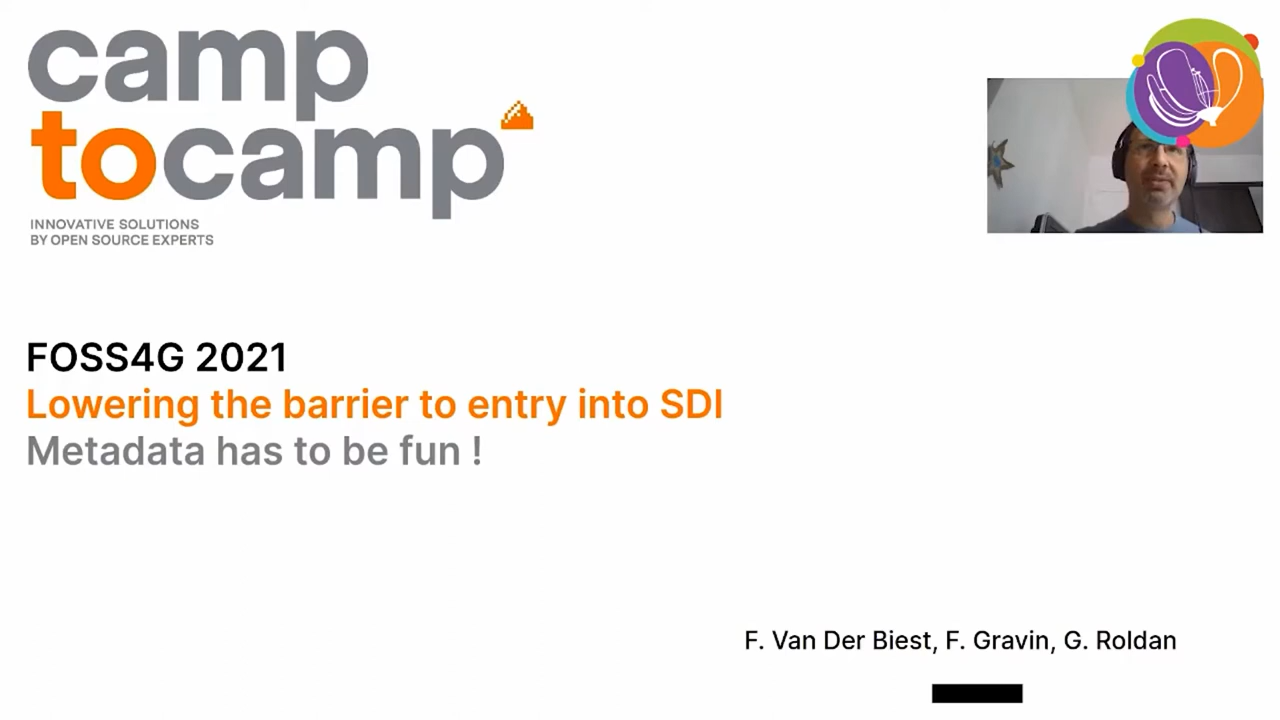 camp
tocamp
INNOVATIVE SOLUTIONS
BY OPEN SOURCE EXPERTS
FOSS4G 2021
Lowering the barrier to entry into SDI
Metadata has to be fun !
F. Van Der Biest, F. Gravin, G. Roldan